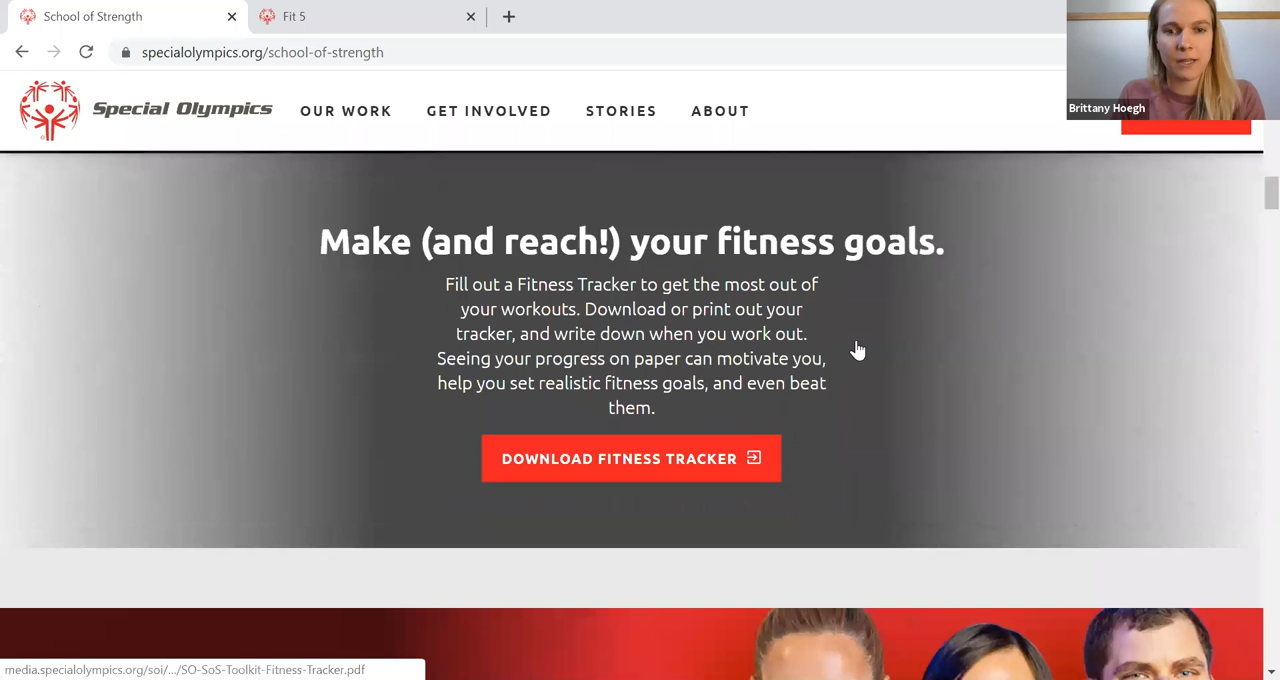 School of Strength
Fit 5
specialolympics.org/school-of-strength
Brittany Hoegh
Special Olympics
OUR WORK
GET INVOLVED
STORIES
ABOUT
Make (and reach!) your fitness goals.
Fill out a Fitness Tracker to get the most out of
your workouts. Download or print out your
tracker, and write down when you work out.
Seeing your progress on paper can motivate you,
help you set realistic fitness goals, and even beat
them.
DOWNLOAD FITNESS TRACKER
media.specialolympics.org/soi/.../SO-SoS-Toolkit-Fitness-Tracker.pdf